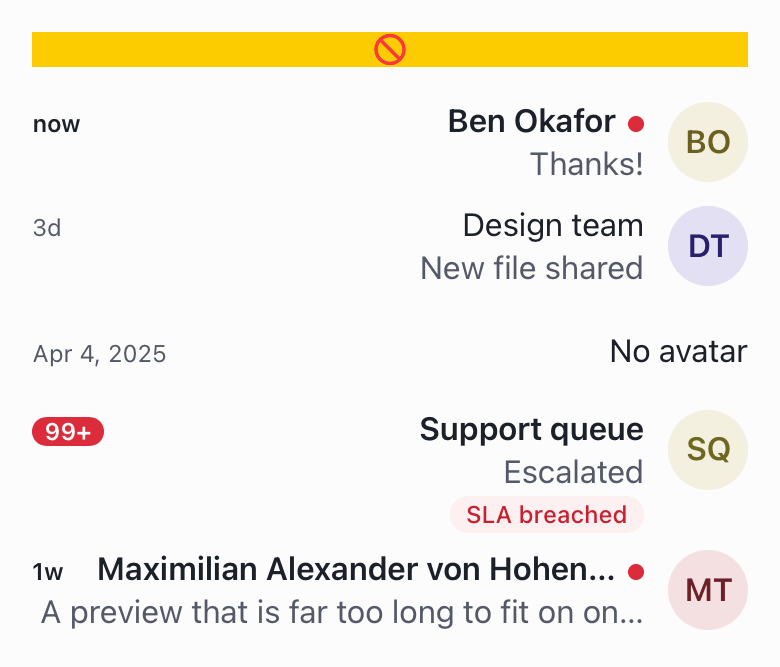 now
Ben Okafor
BO
Thanks!
3d
Design team
DT
New file shared
Apr 4, 2025
No avatar
99+
Support queue
SQ
Escalated
SLA breached
1w
Maximilian Alexander von Hohen...
MT
A preview that is far too long to fit on on...